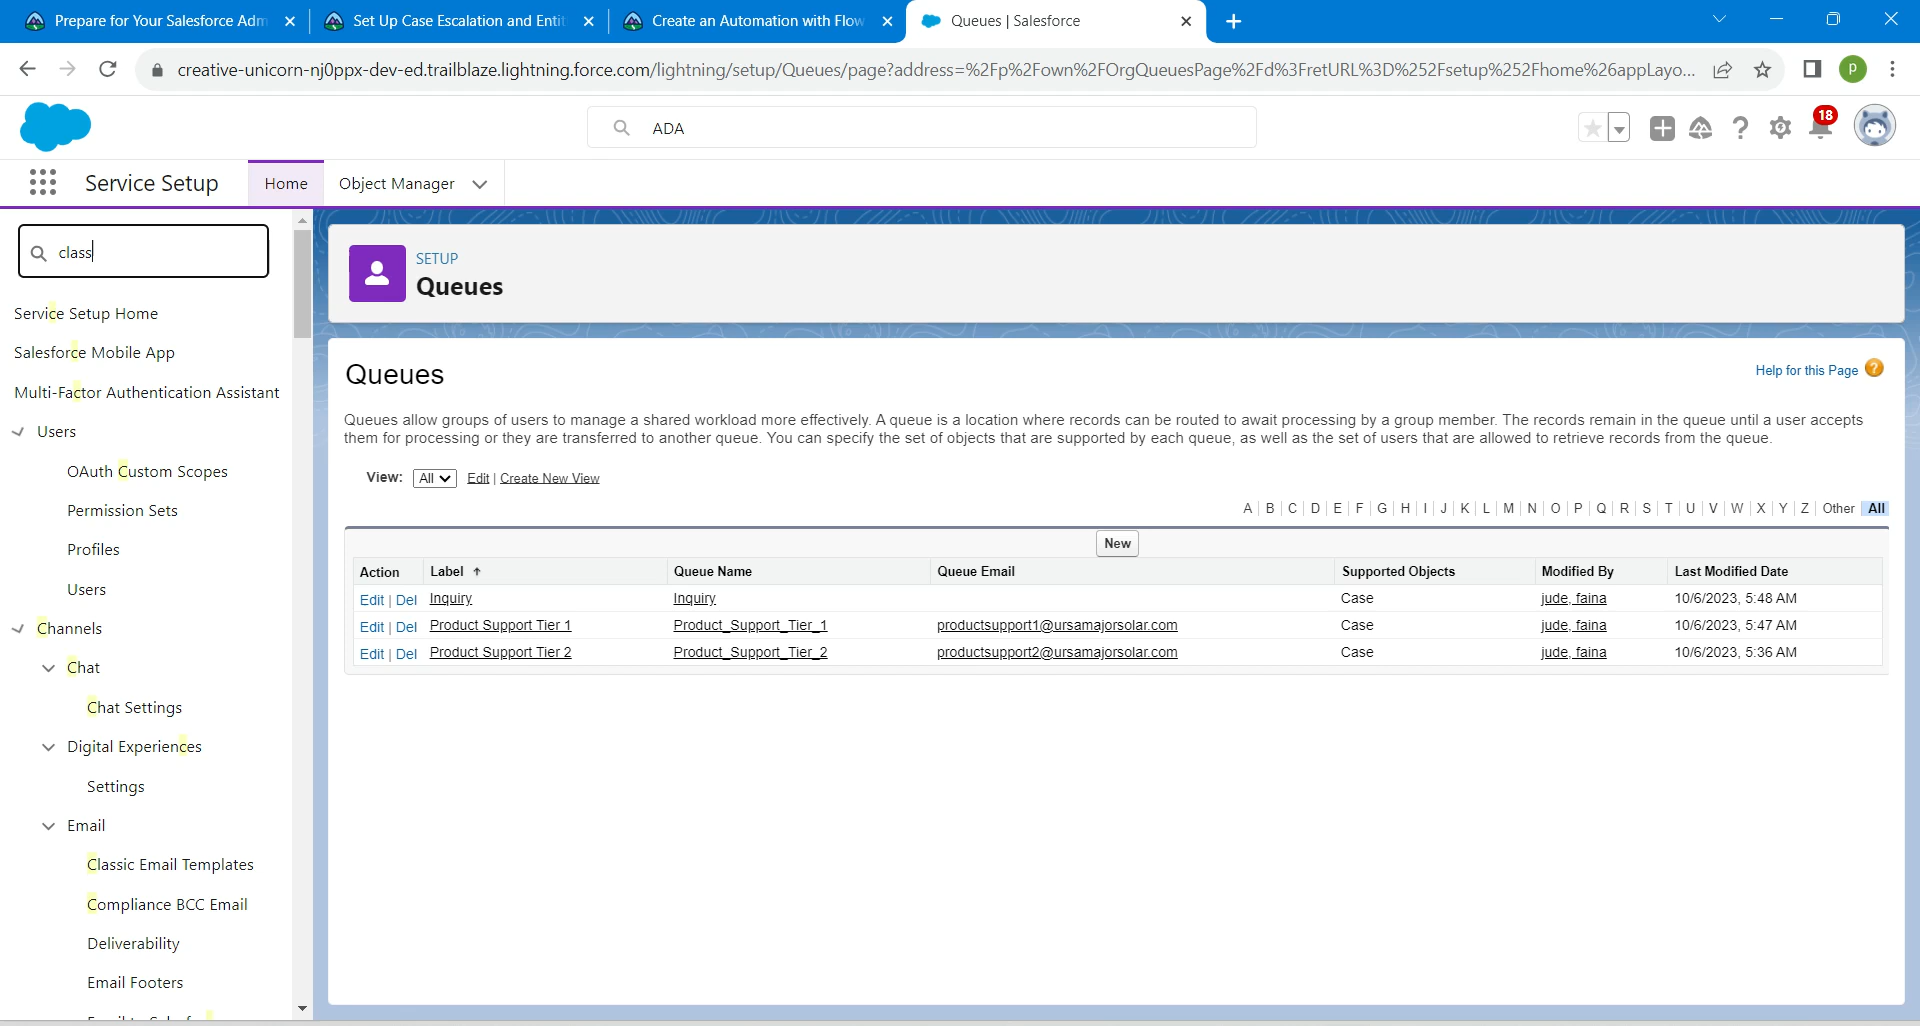 Prepare for Your Salesforce Adm
Set Up Case Escalation and Entit
Create an Automation with Flow
Queues | Salesforce
creative-unicorn-nj0ppx-dev-ed.trailblaze.lightning.force.com/lightning/setup/Queues/page?address=%2Fp%2Fown%2FOrgQueuesPage%2Fd%3FretURL%3D%252Fsetup%252Fhome%26appLayo...
P
ADA
18
Service Setup
Home
Object Manager
class
Service Setup Home
Salesforce Mobile App
Multi-Factor Authentication Assistant
Users
OAuth Custom Scopes
Permission Sets
Profiles
Users
Channels
Chat
Chat Settings
Digital Experiences
Settings
Email
Classic Email Templates
Compliance BCC Email
Deliverability
Email Footers
SETUP
Queues
Queues
Help for this Page ?
Queues allow groups of users to manage a shared workload more effectively. A queue is a location where records can be routed to await processing by a group member. The records remain in the queue until a user accepts
them for processing or they are transferred to another queue. You can specify the set of objects that are supported by each queue, as well as the set of users that are allowed to retrieve records from the queue.
View: All Edit | Create New View
A | B | C | D | E | F | G | H | I | J | K | L | M | N | O | P | Q | R | S | T | U | V | W | X | Y | Z | Other | All
New
Action Label Queue Name Queue Email Supported Objects Modified By Last Modified Date
Edit | Del Inquiry Inquiry Case jude, faina 10/6/2023, 5:48 AM
Edit | Del Product Support Tier 1 Product_Support_Tier_1 productsupport1@ursamajorsolar.com Case jude, faina 10/6/2023, 5:47 AM
Edit | Del Product Support Tier 2 Product_Support_Tier_2 productsupport2@ursamajorsolar.com Case jude, faina 10/6/2023, 5:36 AM